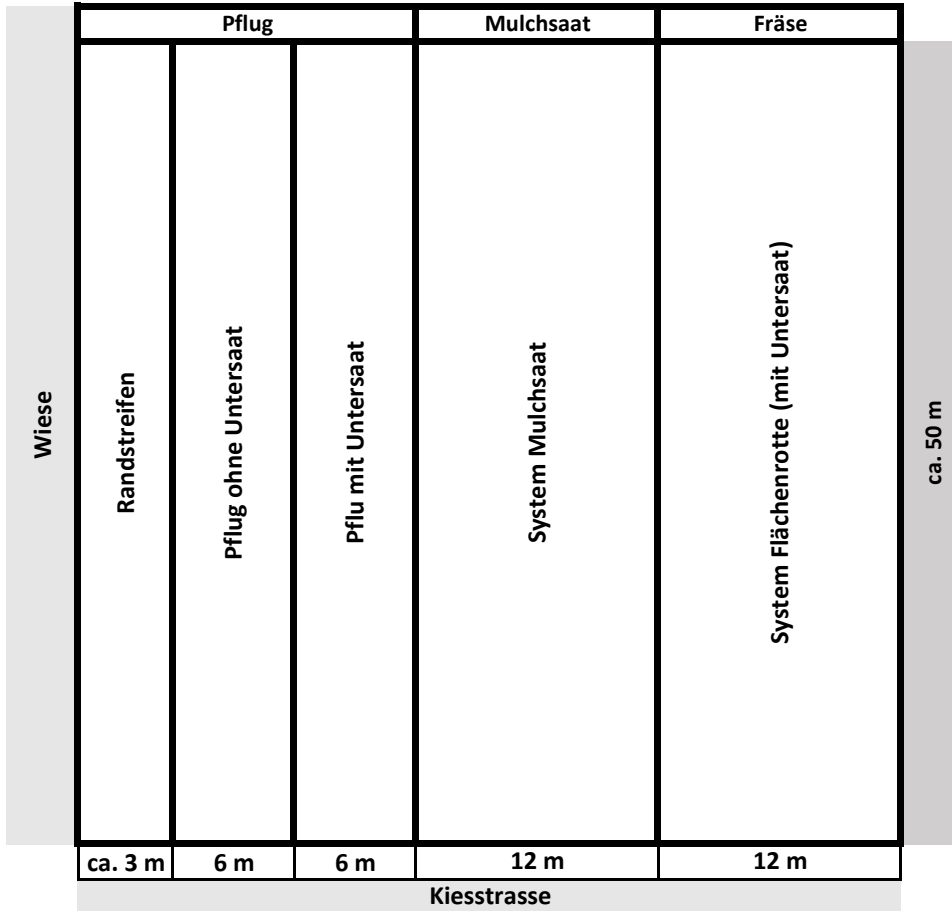 Pflug
Mulchsaat
Fräse
Wiese
Randstreifen
Pflug ohne Untersaat
Pflu mit Untersaat
System Mulchsaat
System Flächenrotte (mit Untersaat)
ca. 50 m
ca. 3 m
6 m
6 m
12 m
12 m
Kiesstrasse